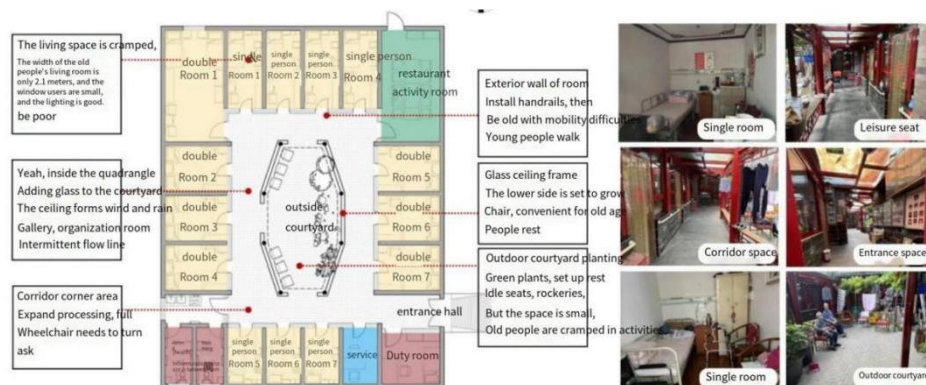 The living space is cramped,
The width of the old
people's living room is
only 2.1 meters, and the
window users are small,
and the lighting is good.
be poor
Yeah, inside the quadrangle
Adding glass to the courtyard
The ceiling forms wind and rain
Gallery, organization room
Intermittent flow line
Corridor corner area
Expand processing, full
Wheelchair needs to turn
ask
double
Room 1
single
Room 1
single
person
Room 2
single
person
Room 3
single person
Room 4
restaurant
activity room
double
Room 2
double
Room 3
double
Room 4
outside
courtyard
double
Room 5
double
Room 6
double
Room 7
entrance hall
single
person
Room 5
single
person
Room 6
single
person
Room 7
service
Duty room
Exterior wall of room
Install handrails, then
Be old with mobility difficulties
Young people walk
Glass ceiling frame
The lower side is set to grow
Chair, convenient for old age
People rest
Outdoor courtyard planting
Green plants, set up rest
Idle seats, rockeries,
But the space is small,
Old people are cramped in activities
Single room
Leisure seat
Corridor space
Entrance space
Single room
Outdoor courtyard